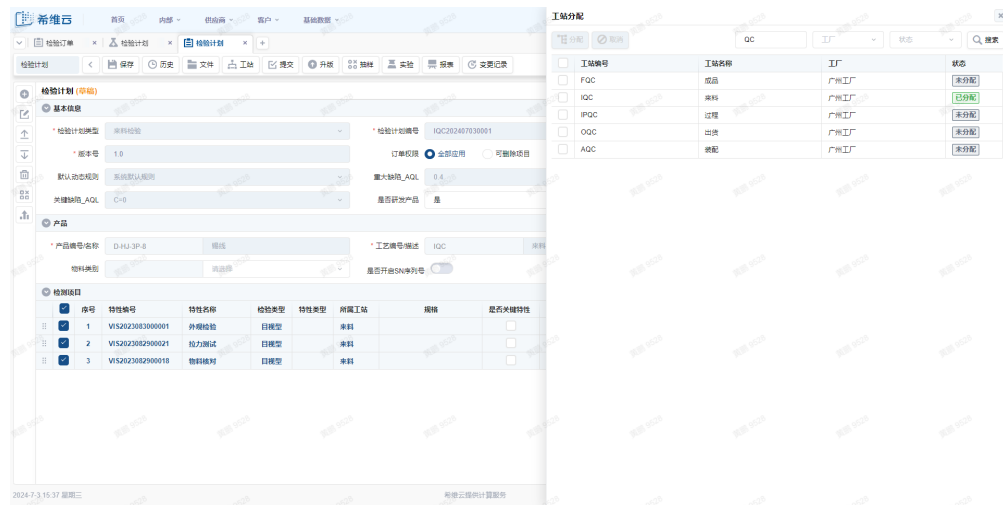 希维云 首页 内部 供应商 客户 基础数据
检验订单 × 检验计划 × 检验计划 × +
检验计划 < 保存 历史 文件 工站 提交 升版 抽样 实验 报表 变更记录
检验计划 (草稿)
基本信息
* 检验计划类型 来料检验 * 检验计划编号 IQC202407030001
* 版本号 1.0 订单权限 全部应用 可删除项目
默认动态规则 系统默认规则 重大缺陷_AQL 0.4
关键缺陷_AQL C=0 是否研发产品 是
产品
* 产品编号/名称 D-HJ-3P-8 * 工艺编号/描述 IQC 来料
物料类别 请选择 是否开启SN序列号
检测项目
序号 特性编号 特性名称 检验类型 特性类型 所属工站 规格 是否关键特性
1 VIS2023083000001 外观检验 目视型 来料
2 VIS2023082900021 拉力测试 目视型 来料
3 VIS2023082900018 物料核对 目视型 来料
2024-7-3 15:37 星期三 希维云提供计算服务
工站分配 ×
分配 取消 QC 工厂 状态 搜索
工站编号 工站名称 工厂 状态
FQC 成品 广州工厂 未分配
IQC 来料 广州工厂 已分配
IPQC 过程 广州工厂 未分配
OQC 出货 广州工厂 未分配
AQC 装配 广州工厂 未分配